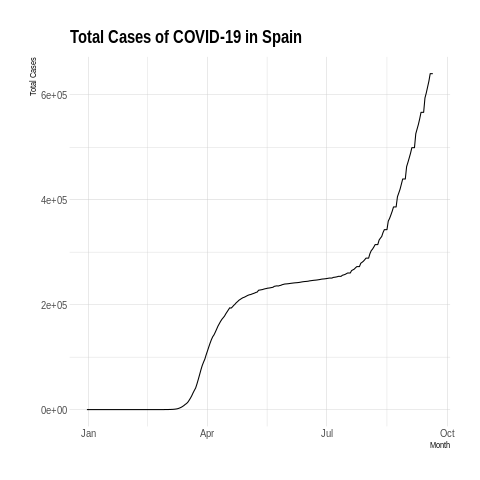 Total Cases of COVID-19 in Spain
Total Cases
6e+05
4e+05
2e+05
0e+00
Jan Apr Jul Oct
Month